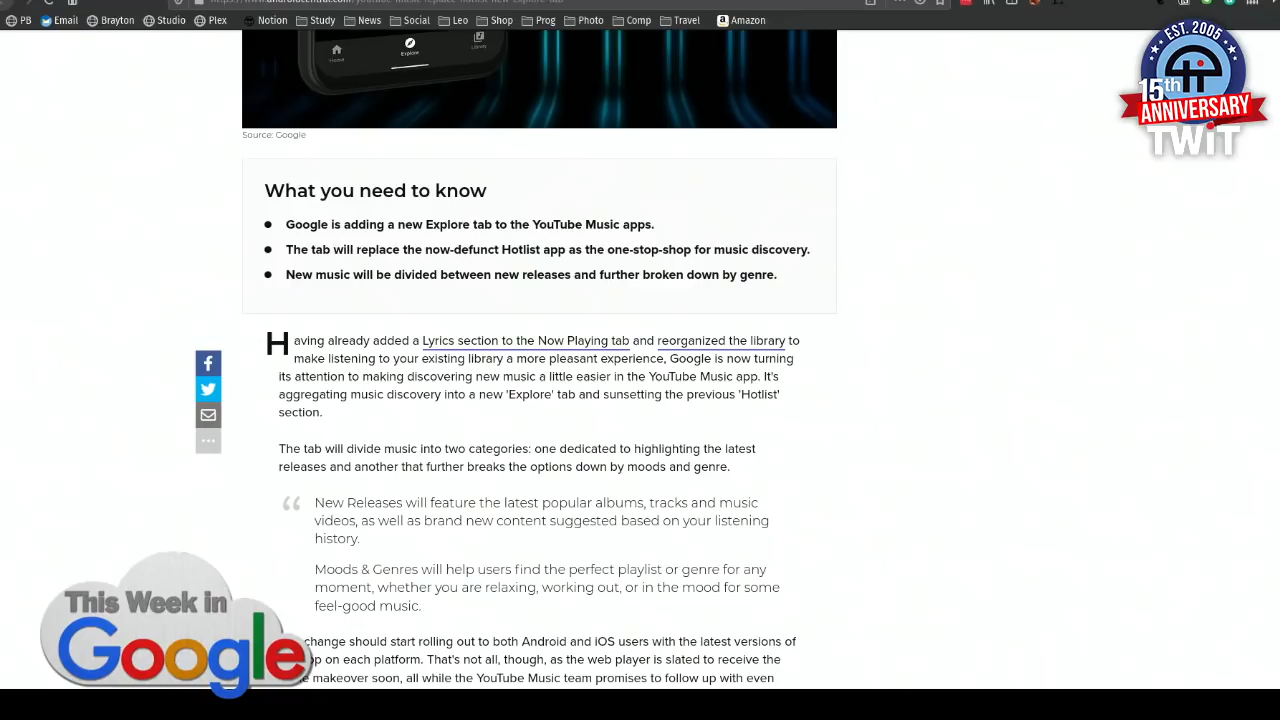 PB Email Brayton Studio Plex Notion Study News Social Leo Shop Prog Photo Comp Travel Amazon
EST. 2005
15th
ANNIVERSARY
TWiT
Home Explore Library
Source: Google
What you need to know
Google is adding a new Explore tab to the YouTube Music apps.
The tab will replace the now-defunct Hotlist app as the one-stop-shop for music discovery.
New music will be divided between new releases and further broken down by genre.
Having already added a Lyrics section to the Now Playing tab and reorganized the library to
make listening to your existing library a more pleasant experience, Google is now turning
its attention to making discovering new music a little easier in the YouTube Music app. It's
aggregating music discovery into a new 'Explore' tab and sunsetting the previous 'Hotlist'
section.
The tab will divide music into two categories: one dedicated to highlighting the latest
releases and another that further breaks the options down by moods and genre.
“ New Releases will feature the latest popular albums, tracks and music
videos, as well as brand new content suggested based on your listening
history.
Moods & Genres will help users find the perfect playlist or genre for any
moment, whether you are relaxing, working out, or in the mood for some
feel-good music.
change should start rolling out to both Android and iOS users with the latest versions of
on each platform. That's not all, though, as the web player is slated to receive the
makeover soon, all while the YouTube Music team promises to follow up with even
This Week in
Google